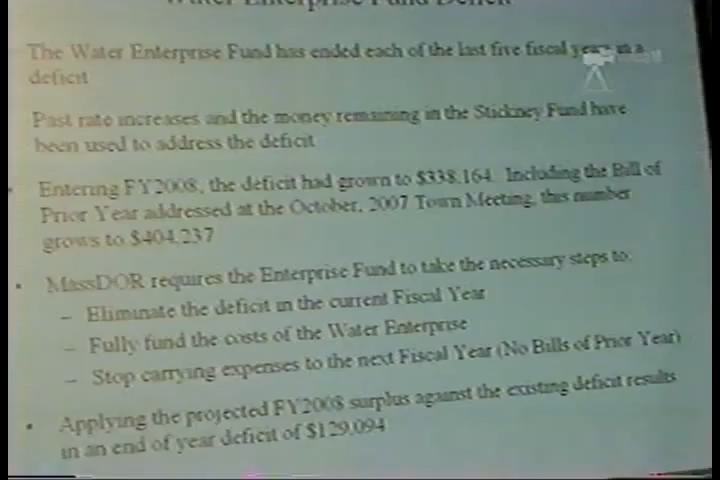 Water Enterprise Fund Deficit
The Water Enterprise Fund has ended each of the last five fiscal years in a
deficit
Past rate increases and the money remaining in the Stickney Fund have
been used to address the deficit
Entering FY2008, the deficit had grown to $338,164. Including the Bill of
Prior Year addressed at the October, 2007 Town Meeting, this number
grows to $404,237
• MassDOR requires the Enterprise Fund to take the necessary steps to:
– Eliminate the deficit in the current Fiscal Year
– Fully fund the costs of the Water Enterprise
– Stop carrying expenses to the next Fiscal Year (No Bills of Prior Year)
• Applying the projected FY2008 surplus against the existing deficit results
in an end of year deficit of $129,094